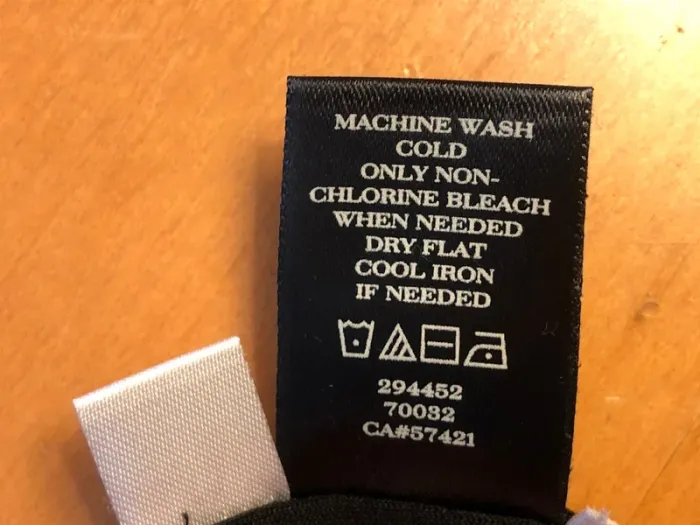 MACHINE WASH
COLD
ONLY NON-
CHLORINE BLEACH
WHEN NEEDED
DRY FLAT
COOL IRON
IF NEEDED
294452
70032
CA#57421